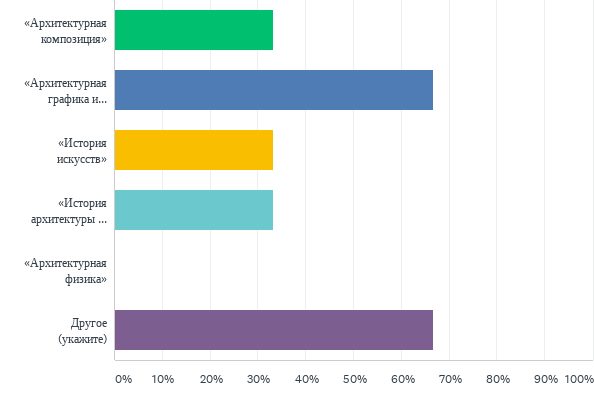 «Архитектурная
композиция»
«Архитектурная
графика и...
«История
искусств»
«История
архитектуры ...
«Архитектурная
физика»
Другое
(укажите)
0% 10% 20% 30% 40% 50% 60% 70% 80% 90% 100%